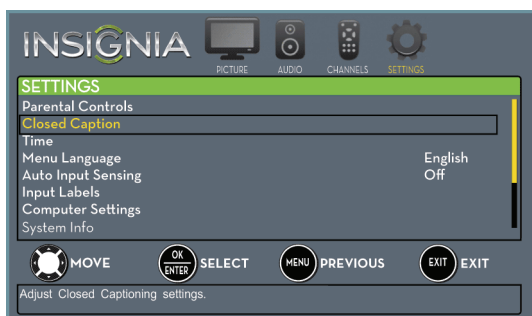 INSIGNIA
PICTURE AUDIO CHANNELS SETTINGS
SETTINGS
Parental Controls
Closed Caption
Time
Menu Language English
Auto Input Sensing Off
Input Labels
Computer Settings
System Info
MOVE OK ENTER SELECT MENU PREVIOUS EXIT EXIT
Adjust Closed Captioning settings.